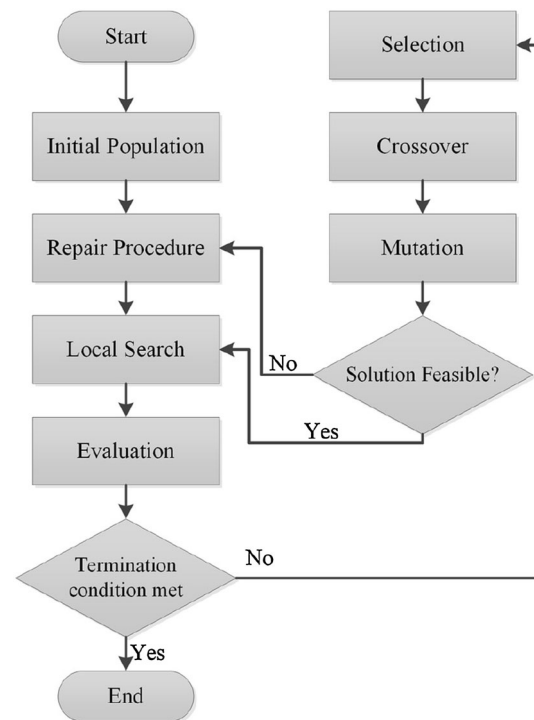 Start
Initial Population
Repair Procedure
Local Search
Evaluation
Termination
condition met
Yes
End
No
Selection
Crossover
Mutation
Solution Feasible?
No
Yes